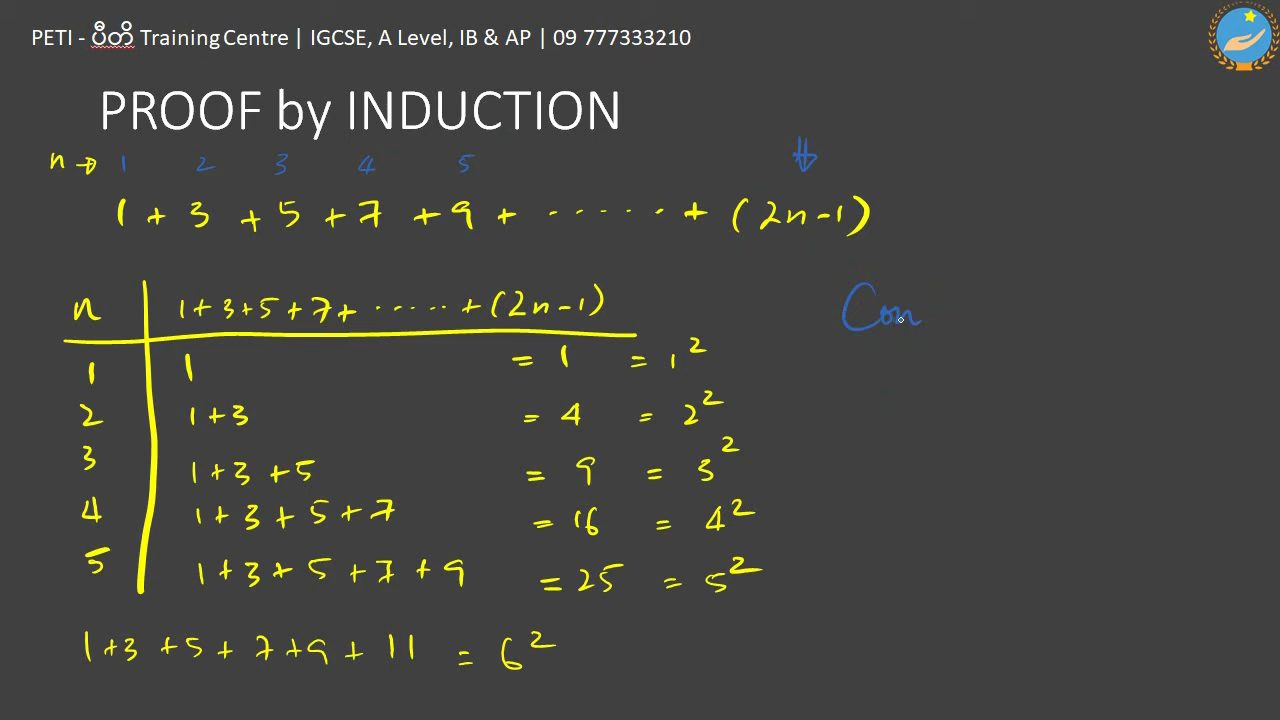 PETI - ပီတိ Training Centre | IGCSE, A Level, IB & AP | 09 777333210
PROOF by INDUCTION
n → 1 2 3 4 5
1 + 3 + 5 + 7 + 9 + ...... + (2n-1)
n 1+3+5+7+ ...... + (2n-1)
Con
1 1 = 1 = 1²
2 1+3 = 4 = 2²
3 1+3+5 = 9 = 3²
4 1+3+5+7 = 16 = 4²
5 1+3+5+7+9 = 25 = 5²
1+3+5+7+9+11 = 6²